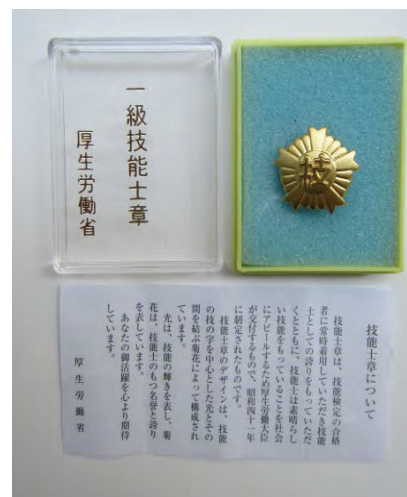 一級技能士章
厚生労働省
技
技能士章について
技能士章は、技能検定の合格
者に常時着用していただき技能
士としての誇りをもっていただ
くとともに、技能士は素晴らし
い技能をもっていることを社会
にアピールするため厚生労働大臣
が交付するもので、昭和四十一年
に制定されたものです。
技能士章のデザインは、技能
の技の字を中心とした光とその
間を結ぶ菊花によって構成され
ています。
光は、技能の輝きを表し、菊
花は、技能士のもつ名誉と誇り
を表しています。
あなたの御活躍を心より期待
しています。
厚生労働省